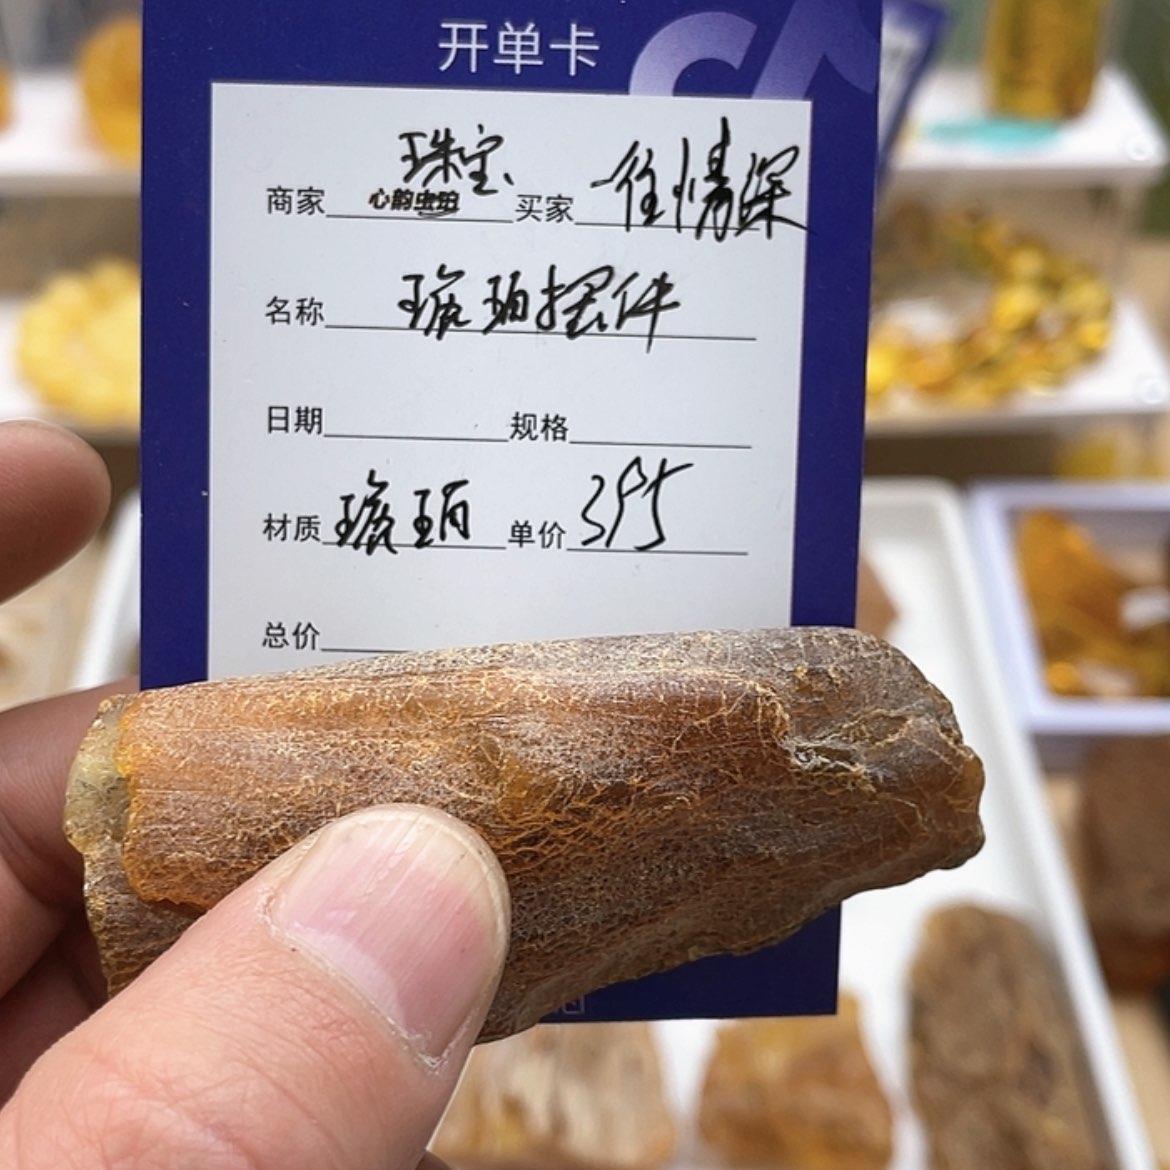 开单卡
珠宝、
商家 心韵虫珀 买家 任情深
名称 琥珀摆件
日期 规格
材质 琥珀 单价 395
总价